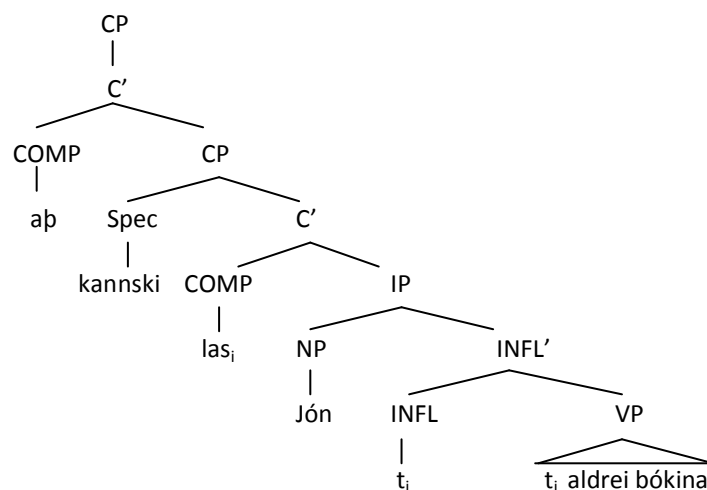 CP
C’
COMP CP
aþ Spec C’
kannski COMP IP
lasᵢ NP INFL’
Jón INFL VP
tᵢ tᵢ aldrei bókina